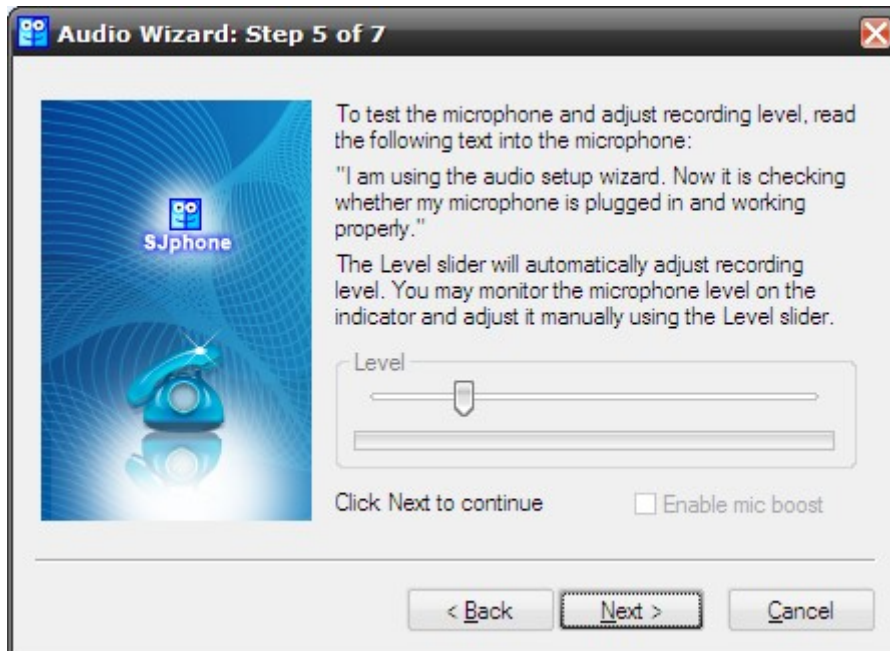 Audio Wizard: Step 5 of 7
SJphone
To test the microphone and adjust recording level, read
the following text into the microphone:
"I am using the audio setup wizard. Now it is checking
whether my microphone is plugged in and working
properly."
The Level slider will automatically adjust recording
level. You may monitor the microphone level on the
indicator and adjust it manually using the Level slider.
Level
Click Next to continue
Enable mic boost
< Back
Next >
Cancel